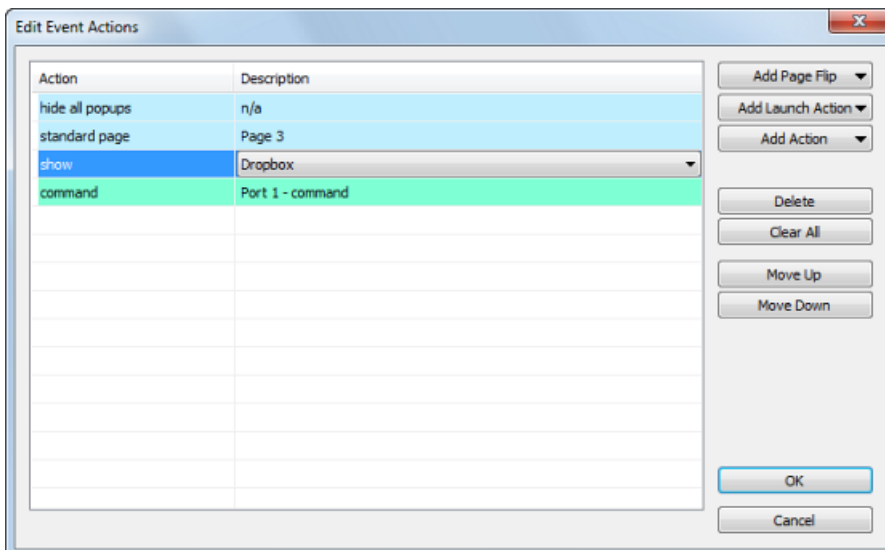 Edit Event Actions
Action Description
hide all popups n/a
standard page Page 3
show Dropbox
command Port 1 - command
Add Page Flip
Add Launch Action
Add Action
Delete
Clear All
Move Up
Move Down
OK
Cancel